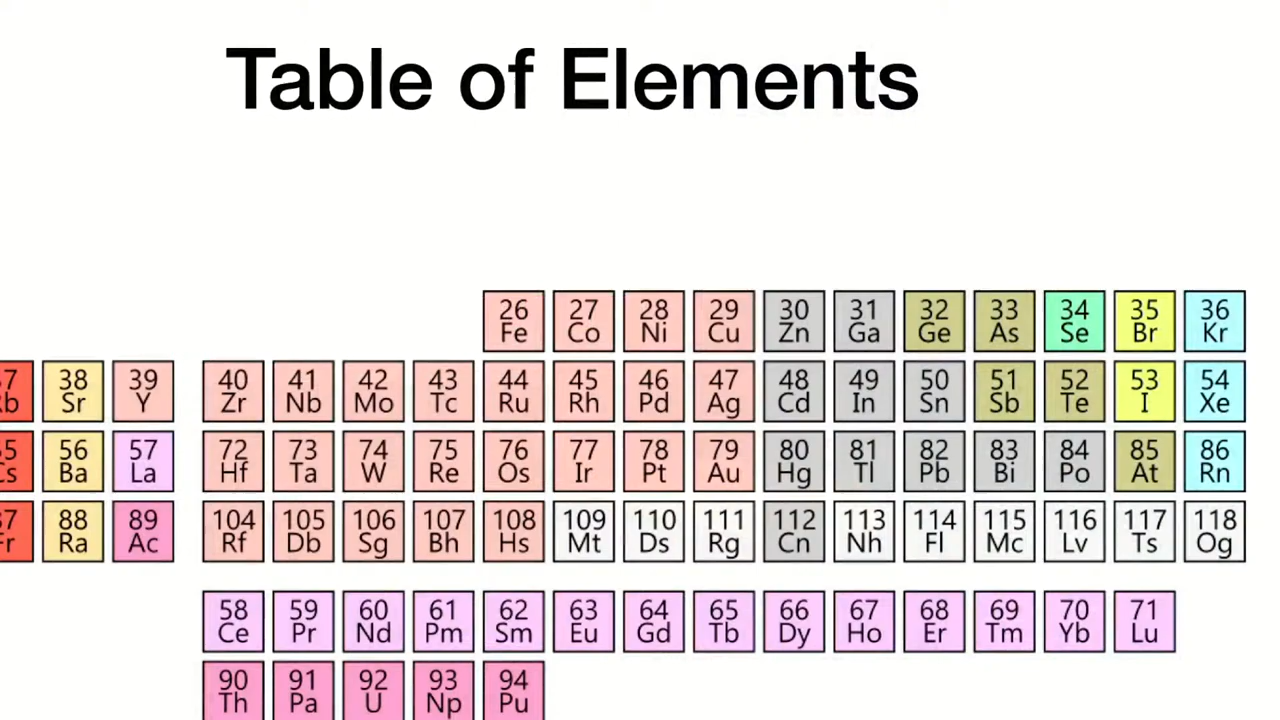 Table of Elements
26 27 28 29 30 31 32 33 34 35 36
Fe Co Ni Cu Zn Ga Ge As Se Br Kr
38 39 40 41 42 43 44 45 46 47 48 49 50 51 52 53 54
Sr Y Zr Nb Mo Tc Ru Rh Pd Ag Cd In Sn Sb Te I Xe
56 57 72 73 74 75 76 77 78 79 80 81 82 83 84 85 86
Ba La Hf Ta W Re Os Ir Pt Au Hg Tl Pb Bi Po At Rn
88 89 104 105 106 107 108 109 110 111 112 113 114 115 116 117 118
Ra Ac Rf Db Sg Bh Hs Mt Ds Rg Cn Nh Fl Mc Lv Ts Og
58 59 60 61 62 63 64 65 66 67 68 69 70 71
Ce Pr Nd Pm Sm Eu Gd Tb Dy Ho Er Tm Yb Lu
90 91 92 93 94
Th Pa U Np Pu